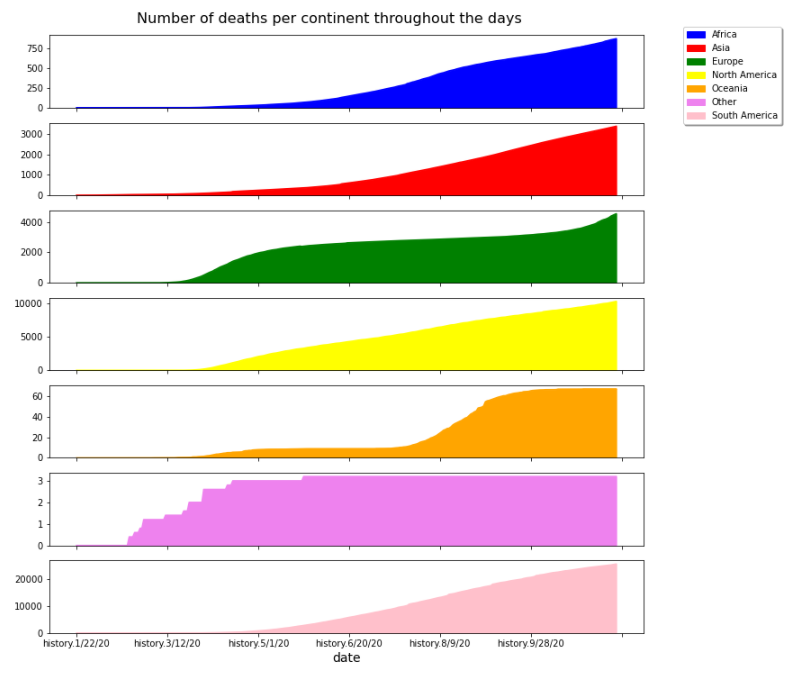 Number of deaths per continent throughout the days
Africa
Asia
Europe
North America
Oceania
Other
South America
750
500
250
0
3000
2000
1000
0
4000
2000
0
10000
5000
0
60
40
20
0
3
2
1
0
20000
10000
0
history.1/22/20 history.3/12/20 history.5/1/20 history.6/20/20 history.8/9/20 history.9/28/20
date